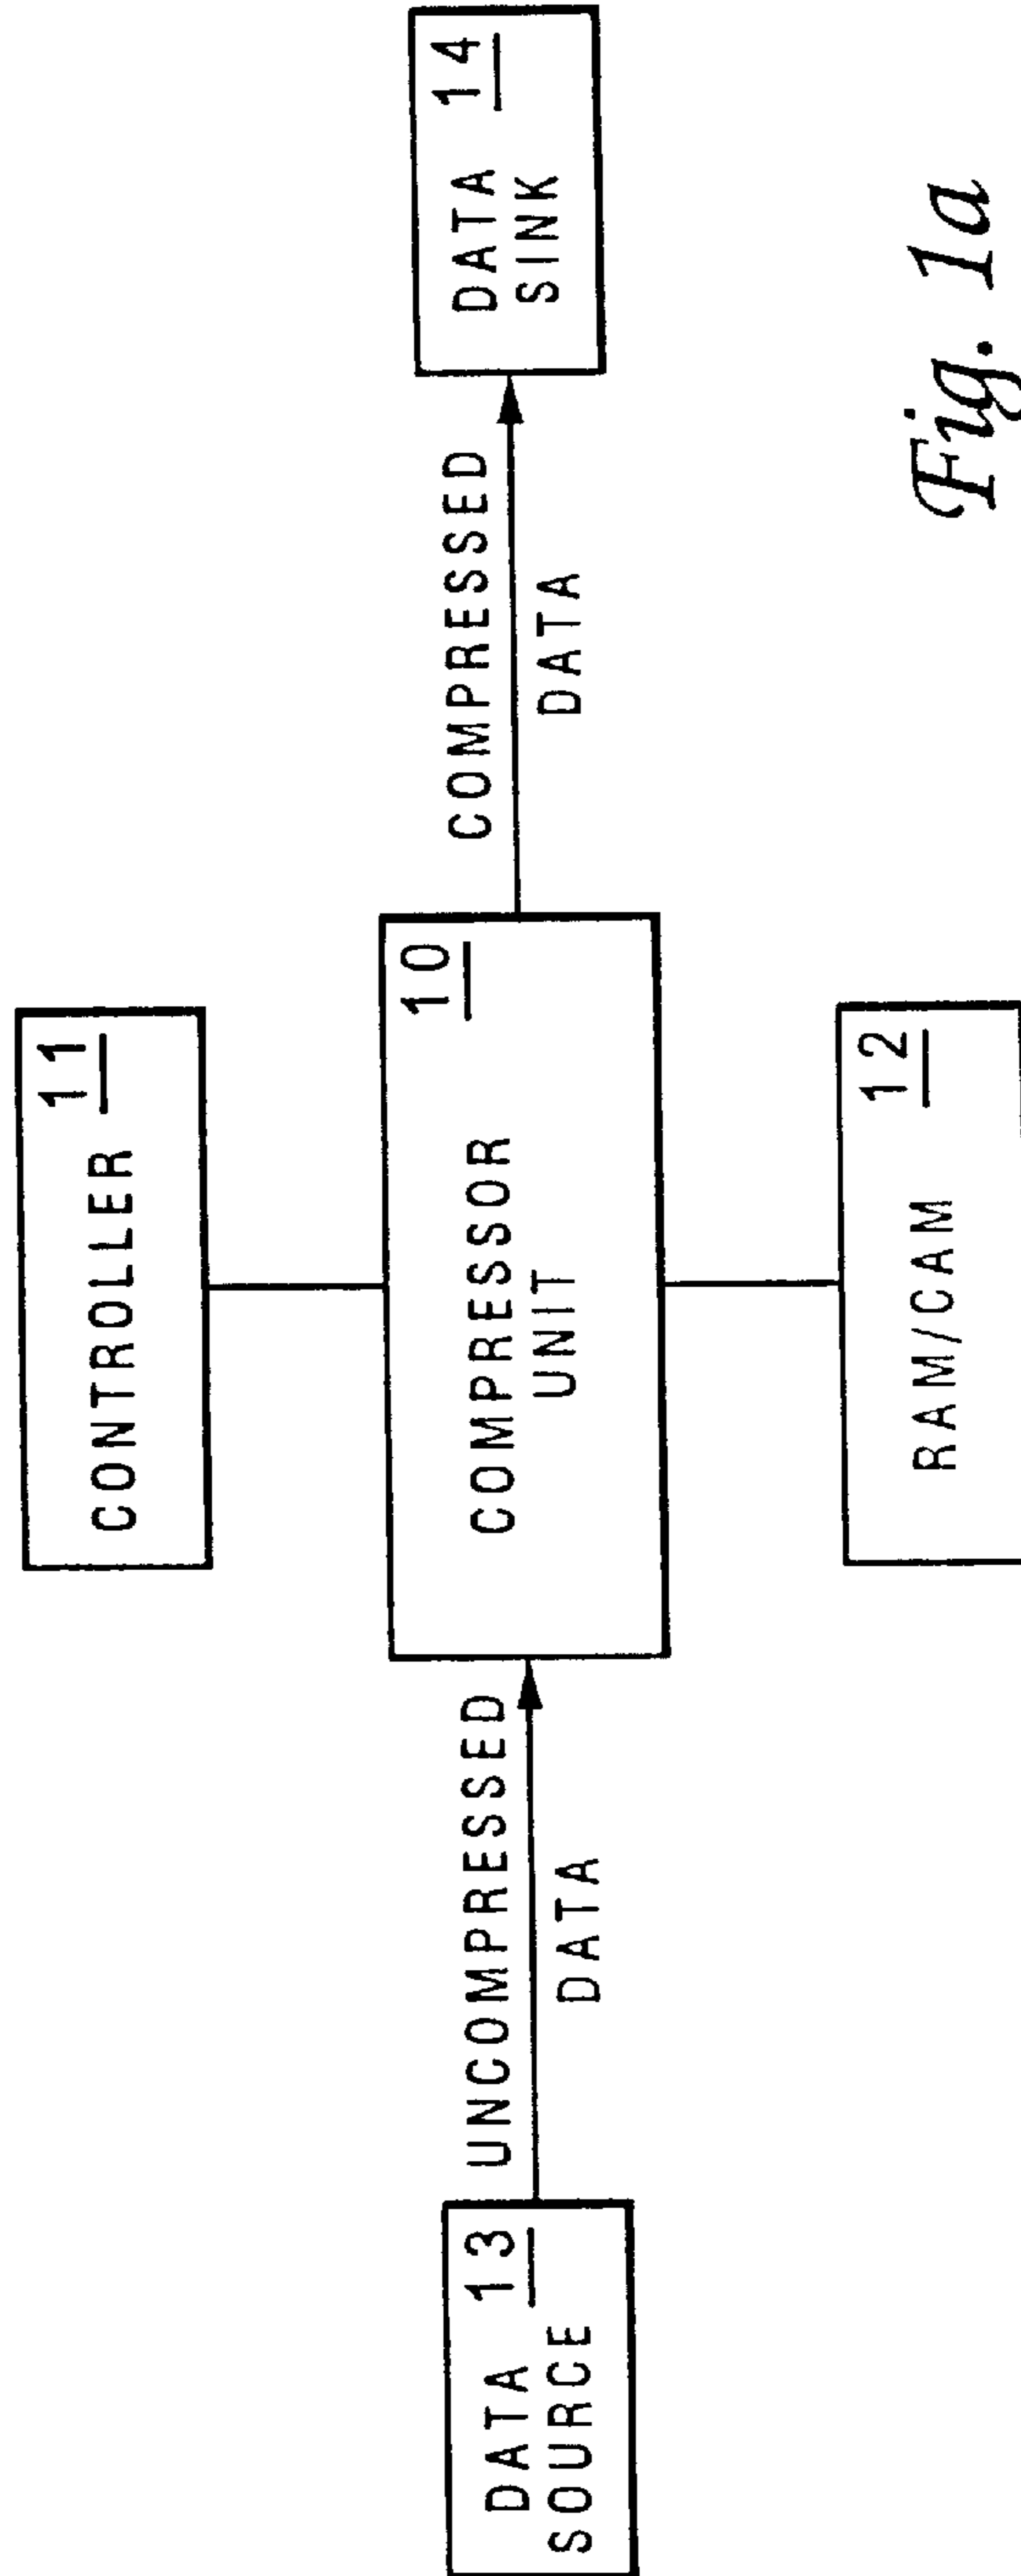 CONTROLLER 11
UNCOMPRESSED
COMPRESSED
DATA 13
SOURCE
10
COMPRESSOR
UNIT
DATA 14
SINK
DATA
DATA
12
RAM/CAM
Fig. 1a